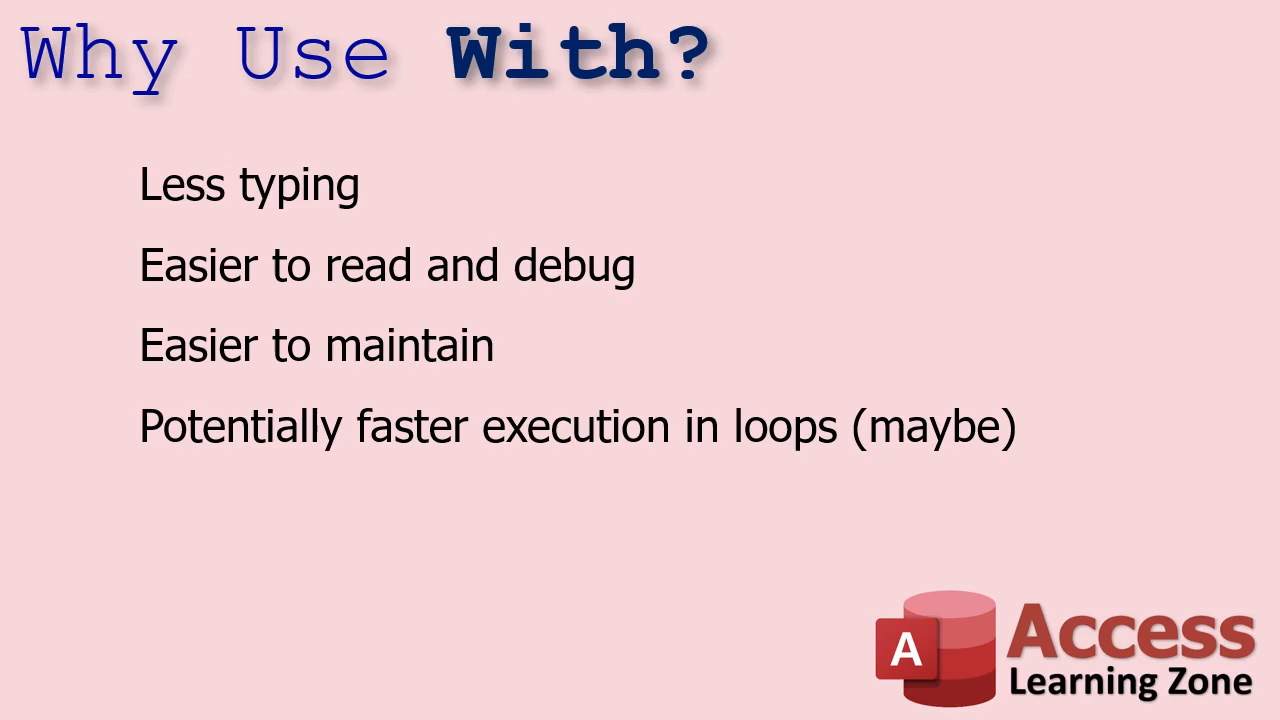 Why Use With?
Less typing
Easier to read and debug
Easier to maintain
Potentially faster execution in loops (maybe)
A
Access
Learning Zone